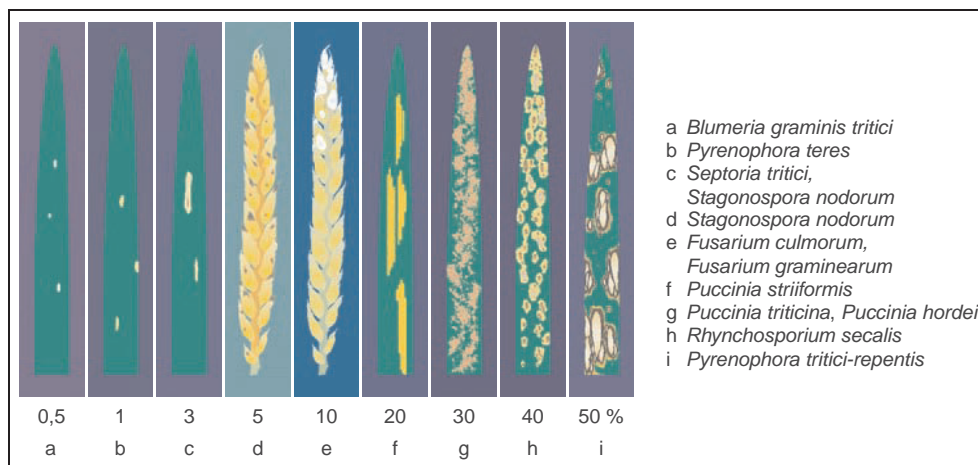 a Blumeria graminis tritici
b Pyrenophora teres
c Septoria tritici,
Stagonospora nodorum
d Stagonospora nodorum
e Fusarium culmorum,
Fusarium graminearum
f Puccinia striiformis
g Puccinia triticina, Puccinia hordei
h Rhynchosporium secalis
i Pyrenophora tritici-repentis
0,5 1 3 5 10 20 30 40 50 %
a b c d e f g h i